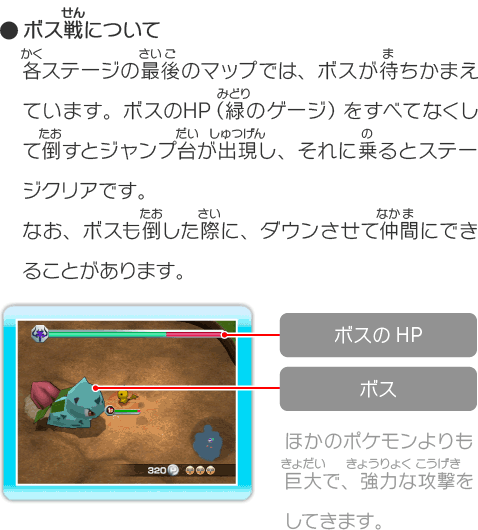 ● ボス戦について
各ステージの最後のマップでは、ボスが待ちかまえ
ています。ボスのHP（緑のゲージ）をすべてなくし
て倒すとジャンプ台が出現し、それに乗るとステー
ジクリアです。
なお、ボスも倒した際に、ダウンさせて仲間にでき
ることがあります。
ボスの HP
ボス
320
ほかのポケモンよりも
巨大で、強力な攻撃を
してきます。